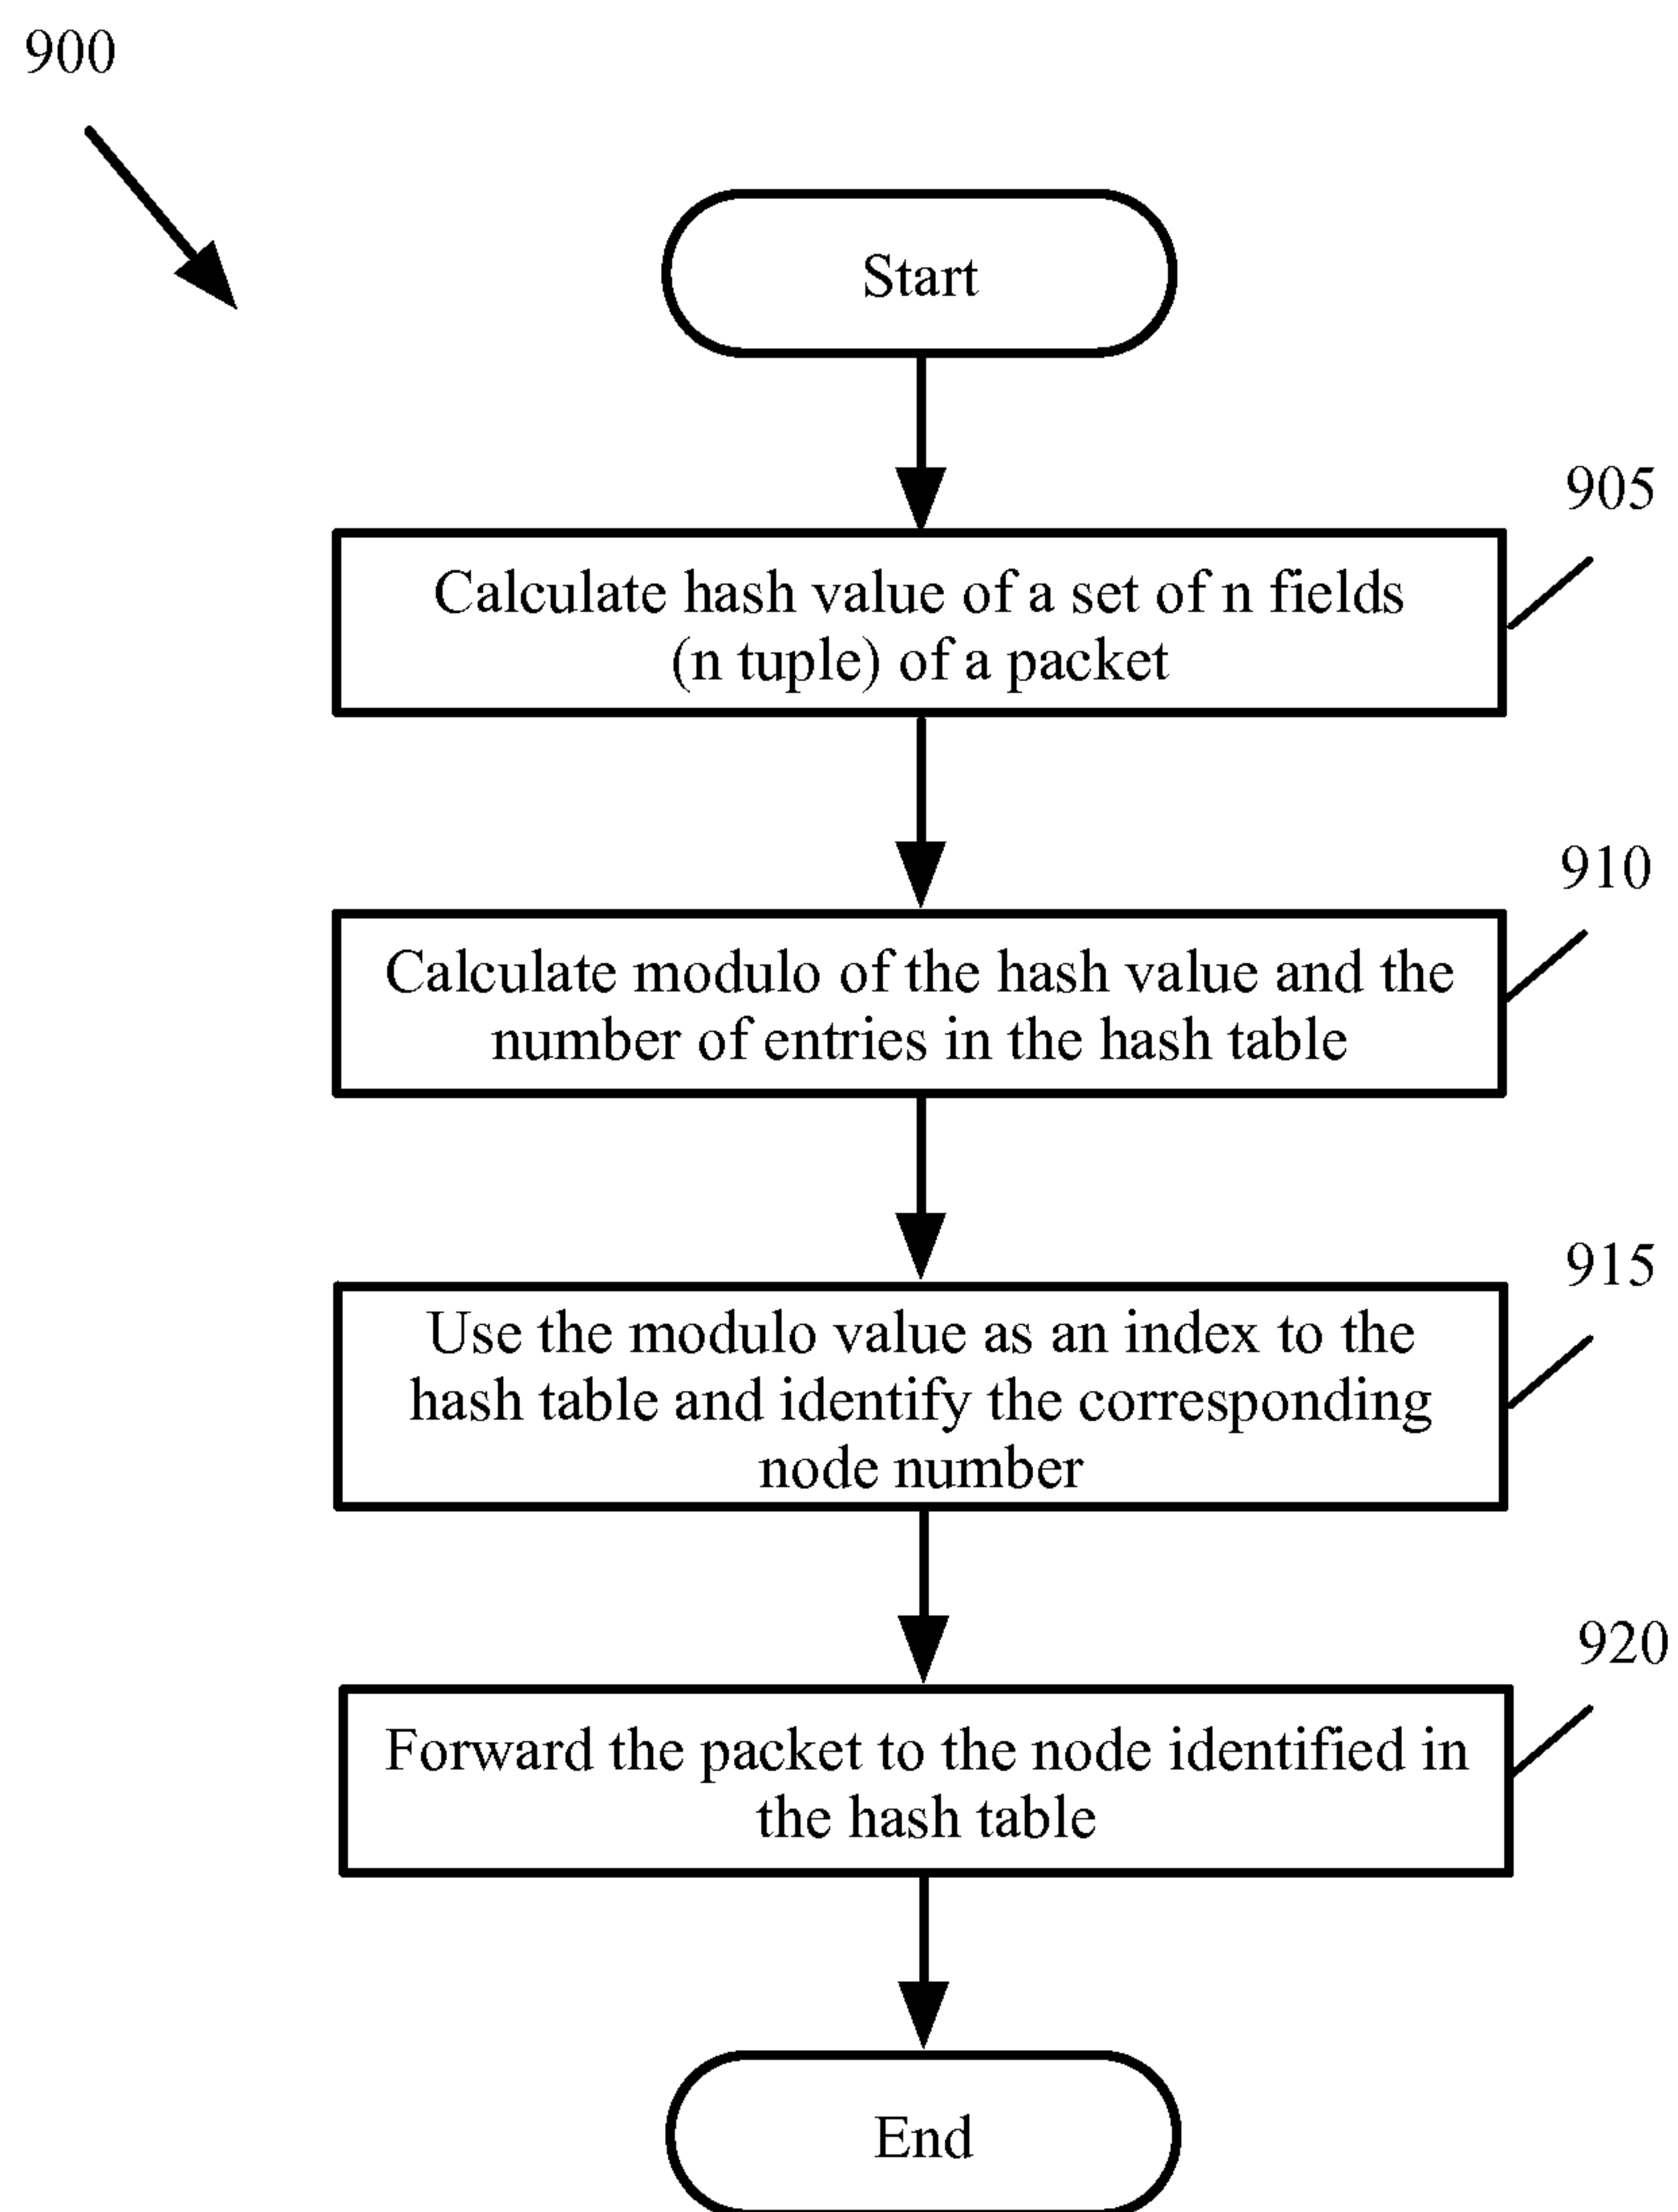 900
Start
905
Calculate hash value of a set of n fields
(n tuple) of a packet
910
Calculate modulo of the hash value and the
number of entries in the hash table
915
Use the modulo value as an index to the
hash table and identify the corresponding
node number
920
Forward the packet to the node identified in
the hash table
End